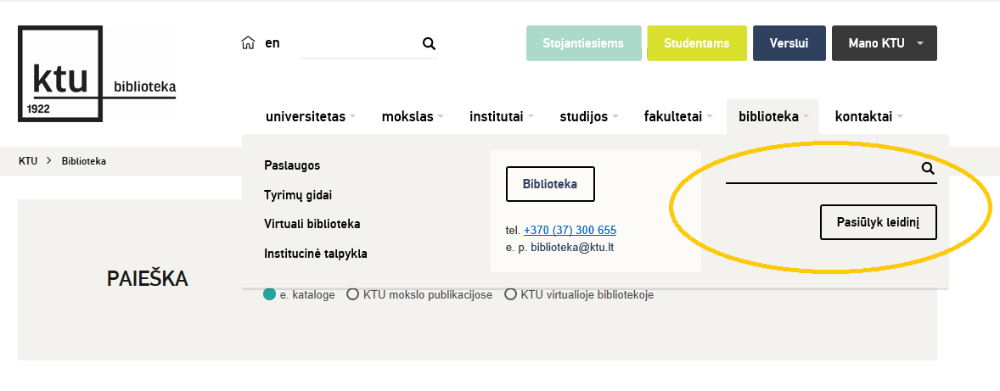 ktu
biblioteka
1922
en
Stojantiesiems
Studentams
Verslui
Mano KTU
universitetas
mokslas
institutai
studijos
fakultetai
biblioteka
kontaktai
KTU
Biblioteka
Paslaugos
Tyrimų gidai
Virtuali biblioteka
Institucinė talpykla
Biblioteka
tel. +370 (37) 300 655
e. p. biblioteka@ktu.lt
Pasiūlyk leidinį
PAIEŠKA
e. kataloge
KTU mokslo publikacijose
KTU virtualioje bibliotekoje